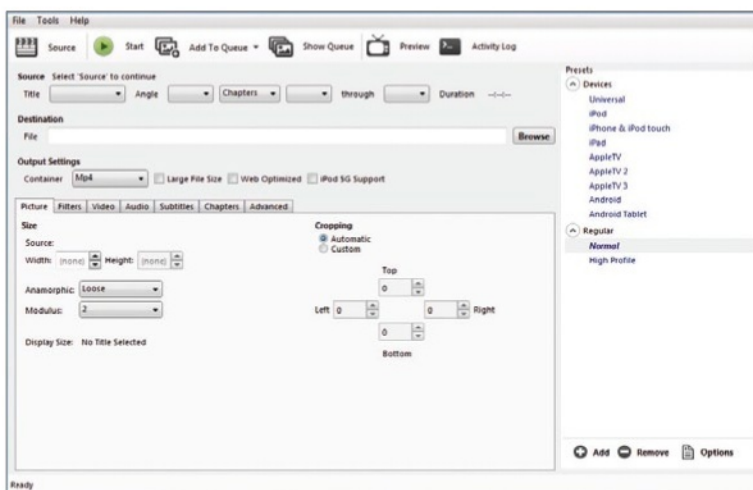 File Tools Help
Source Start Add To Queue Show Queue Preview Activity Log
Source Select 'Source' to continue
Title Angle Chapters through Duration --:--:--
Destination
File Browse
Output Settings
Container Mp4 Large File Size Web Optimized iPod 5G Support
Picture Filters Video Audio Subtitles Chapters Advanced
Size
Source:
Width: (none) Height: (none)
Anamorphic: Loose
Modulus: 2
Display Size: No Title Selected
Cropping
Automatic
Custom
Top
0
Left 0 0 Right
0
Bottom
Presets
Devices
Universal
iPod
iPhone & iPod touch
iPad
AppleTV
AppleTV 2
AppleTV 3
Android
Android Tablet
Regular
Normal
High Profile
Add Remove Options
Ready